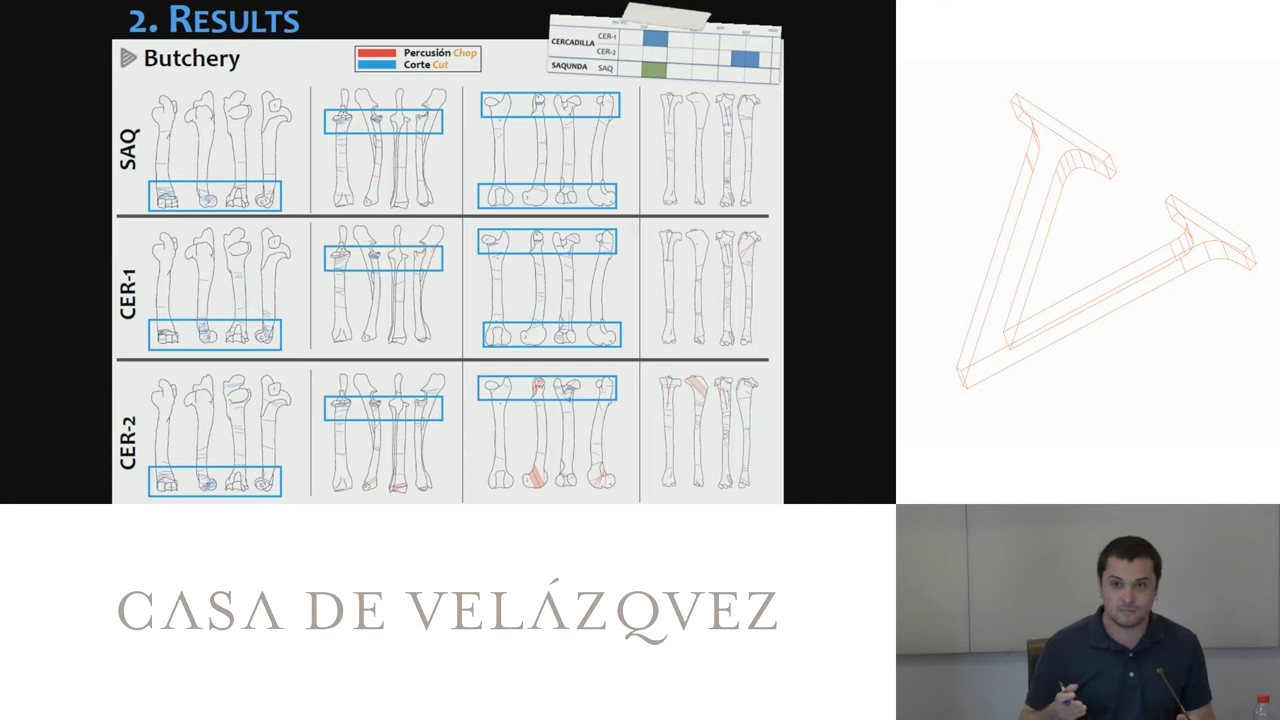 2. RESULTS
Butchery
Percusión Chop
Corte Cut
CERCADILLA
CER-1
CER-2
SAQUNDA
SAQ
SAQ
CER-1
CER-2
CASA DE VELÁZQVEZ